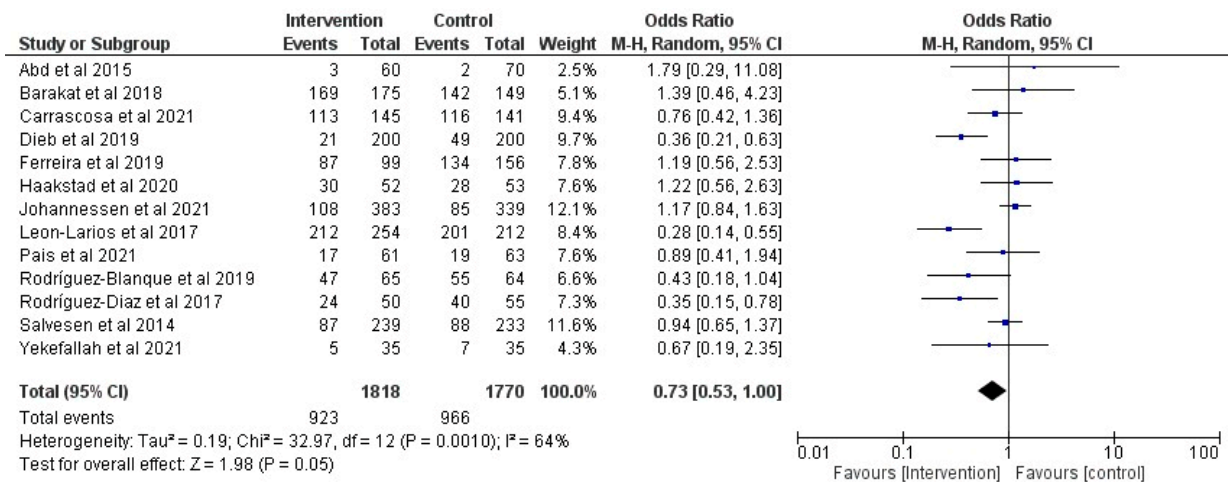 Intervention Control Odds Ratio Odds Ratio
Study or Subgroup Events Total Events Total Weight M-H, Random, 95% CI M-H, Random, 95% CI
Abd et al 2015 3 60 2 70 2.5% 1.79 [0.29, 11.08]
Barakat et al 2018 169 175 142 149 5.1% 1.39 [0.46, 4.23]
Carrascosa et al 2021 113 145 116 141 9.4% 0.76 [0.42, 1.36]
Dieb et al 2019 21 200 49 200 9.7% 0.36 [0.21, 0.63]
Ferreira et al 2019 87 99 134 156 7.8% 1.19 [0.56, 2.53]
Haakstad et al 2020 30 52 28 53 7.6% 1.22 [0.56, 2.63]
Johannessen et al 2021 108 383 85 339 12.1% 1.17 [0.84, 1.63]
Leon-Larios et al 2017 212 254 201 212 8.4% 0.28 [0.14, 0.55]
Pais et al 2021 17 61 19 63 7.5% 0.89 [0.41, 1.94]
Rodríguez-Blanque et al 2019 47 65 55 64 6.6% 0.43 [0.18, 1.04]
Rodríguez-Diaz et al 2017 24 50 40 55 7.3% 0.35 [0.15, 0.78]
Salvesen et al 2014 87 239 88 233 11.6% 0.94 [0.65, 1.37]
Yekefallah et al 2021 5 35 7 35 4.3% 0.67 [0.19, 2.35]
Total (95% CI) 1818 1770 100.0% 0.73 [0.53, 1.00]
Total events 923 966
Heterogeneity: Tau² = 0.19; Chi² = 32.97, df = 12 (P = 0.0010); I² = 64%
Test for overall effect: Z = 1.98 (P = 0.05)
0.01 0.1 1 10 100
Favours [Intervention] Favours [control]